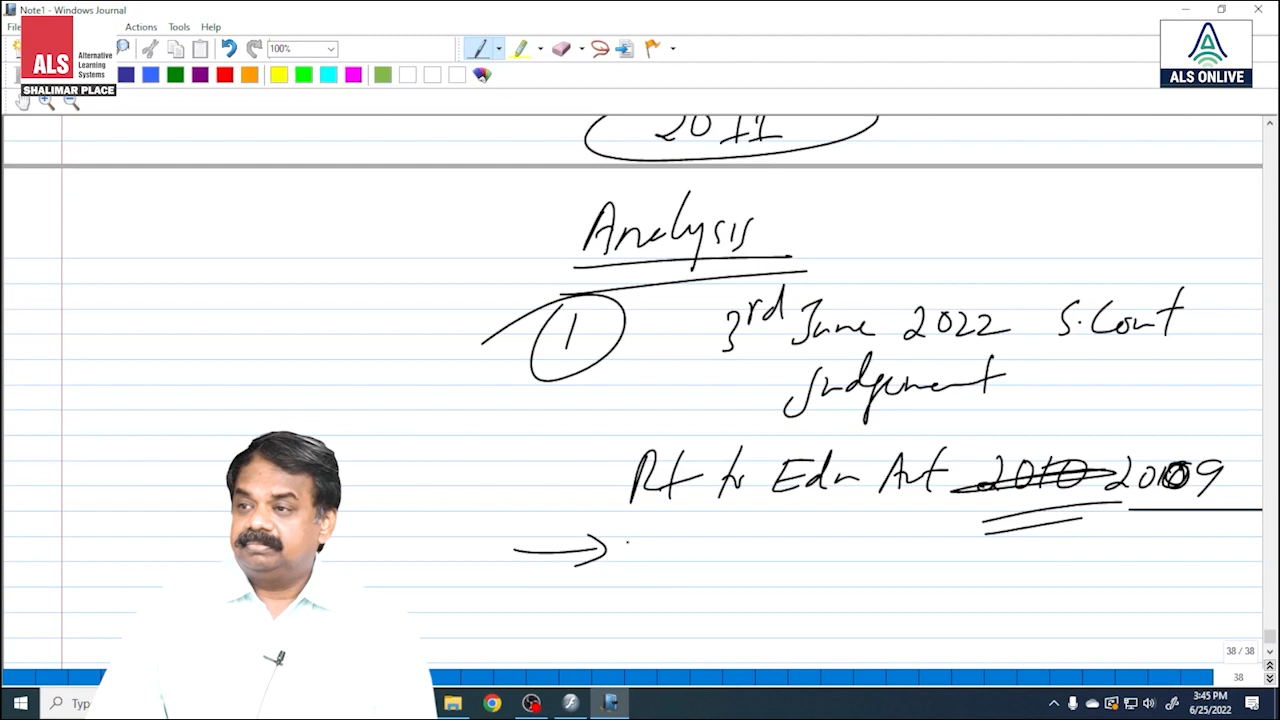 Note1 - Windows Journal
File Actions Tools Help
ALS
Alternative
Learning
Systems
SHALIMAR PLACE
100%
ALS ONLIVE
2011
Analysis
1 3rd June 2022 S. Court
Judgement
Rt to Edn Act 2010 2009
→
38 / 38
38
Typ
3:45 PM
6/25/2022